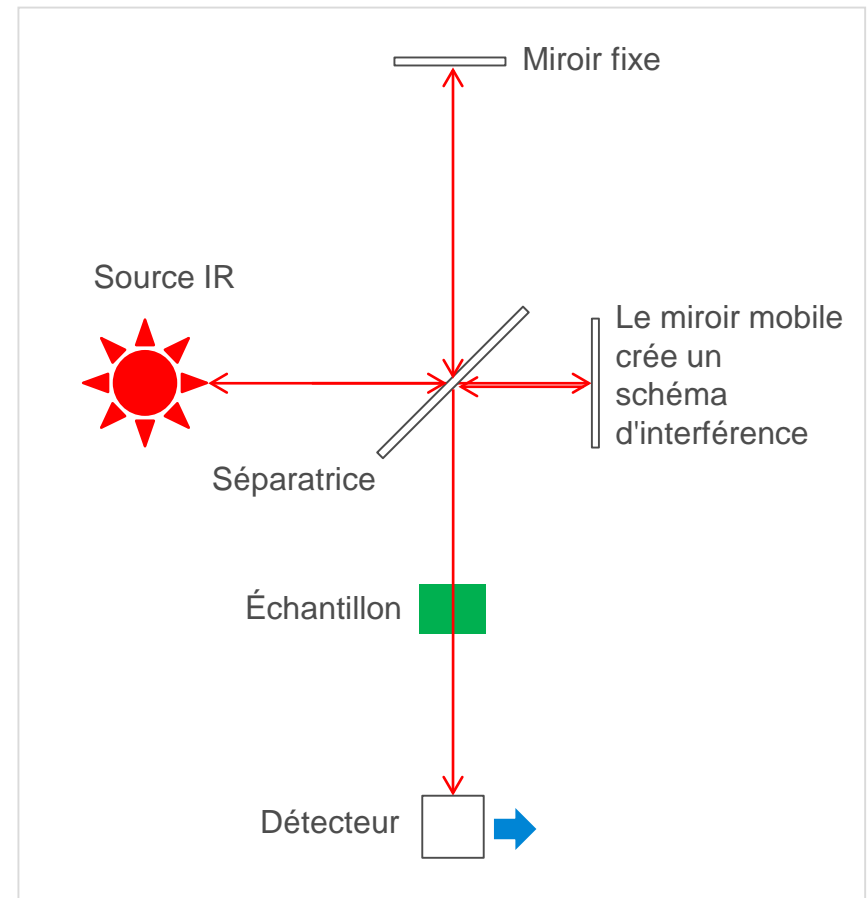 Miroir fixe
Source IR
Le miroir mobile
crée un
schéma
d'interférence
Séparatrice
Échantillon
Détecteur